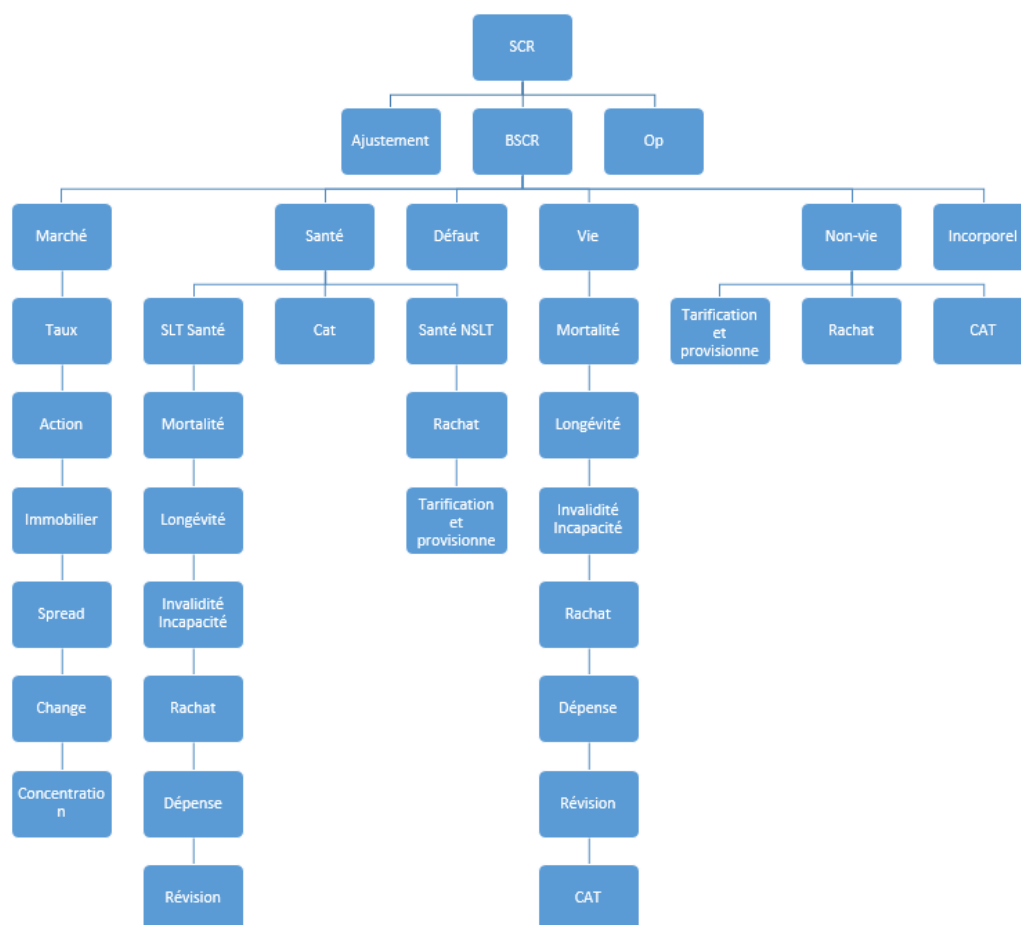 SCR
Ajustement
BSCR
Op
Marché
Santé
Défaut
Vie
Non-vie
Incorporel
Taux
SLT Santé
Cat
Santé NSLT
Mortalité
Tarification
et
provisionne
Rachat
CAT
Action
Mortalité
Rachat
Longévité
Immobilier
Longévité
Tarification
et
provisionne
Invalidité
Incapacité
Spread
Invalidité
Incapacité
Rachat
Change
Rachat
Dépense
Concentratio
n
Dépense
Révision
Révision
CAT